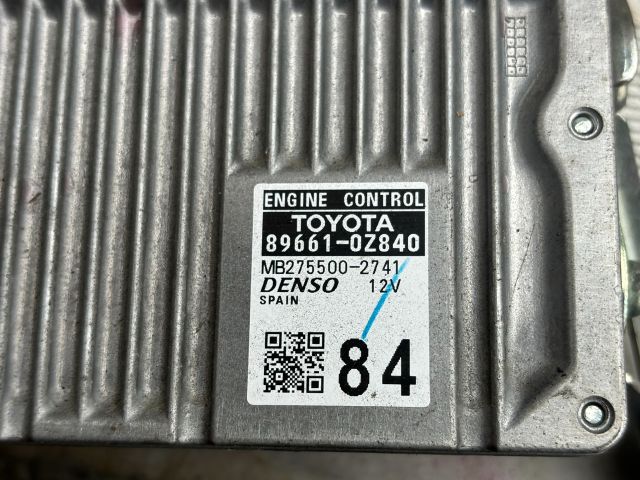 ENGINE CONTROL
TOYOTA
89661-0Z840
MB275500-2741
DENSO 12V
SPAIN
84